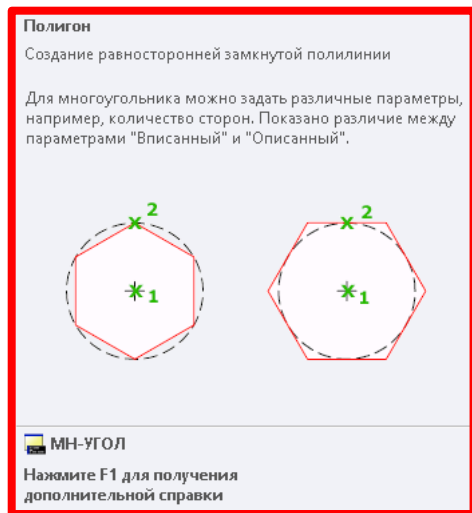 Полигон
Создание равносторонней замкнутой полилинии
Для многоугольника можно задать различные параметры,
например, количество сторон. Показано различие между
параметрами "Вписанный" и "Описанный".
2
2
1
1
МН-УГОЛ
Нажмите F1 для получения
дополнительной справки